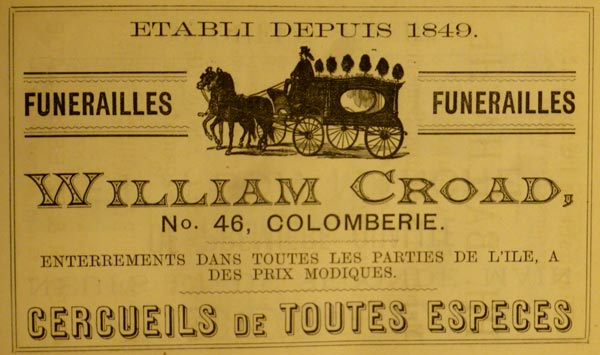 ETABLI DEPUIS 1849.
FUNERAILLES FUNERAILLES
WILLIAM CROAD,
No. 46, COLOMBERIE.
ENTERREMENTS DANS TOUTES LES PARTIES DE L'ILE, A
DES PRIX MODIQUES.
CERCUEILS DE TOUTES ESPECES